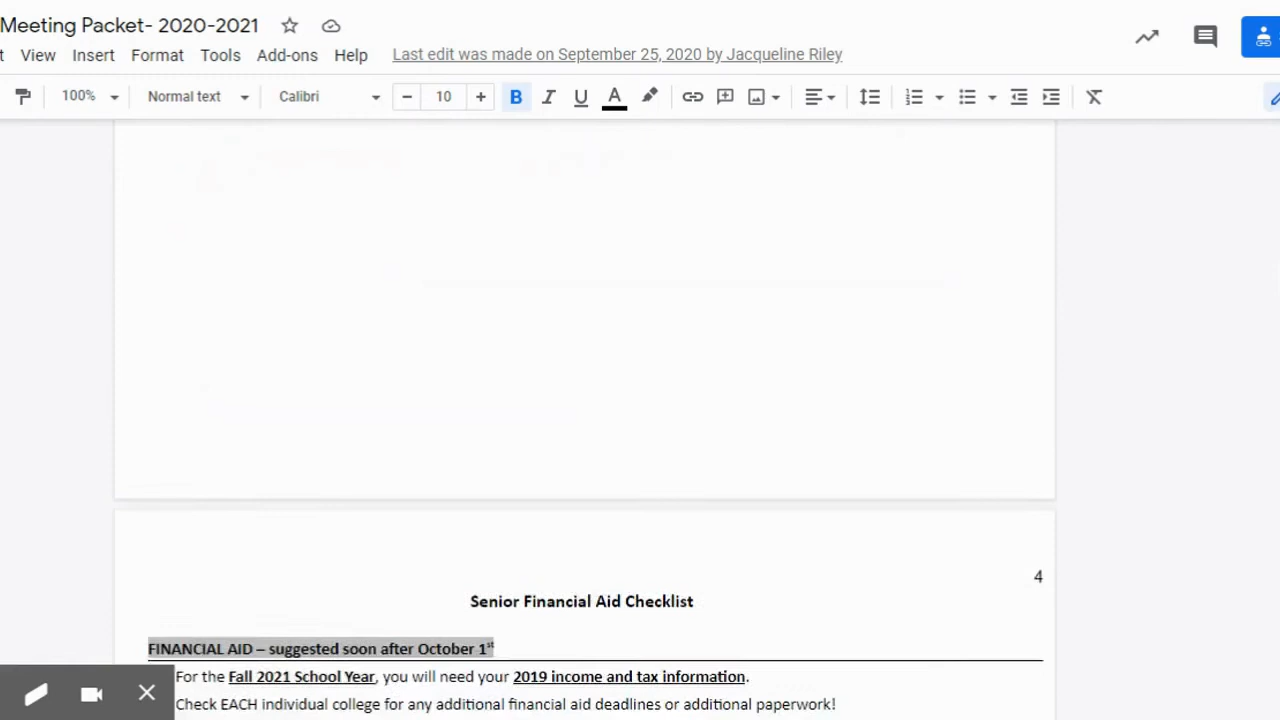 Meeting Packet- 2020-2021
t View Insert Format Tools Add-ons Help Last edit was made on September 25, 2020 by Jacqueline Riley
100% Normal text Calibri - 10 + B I U A
4
Senior Financial Aid Checklist
FINANCIAL AID – suggested soon after October 1st
For the Fall 2021 School Year, you will need your 2019 income and tax information.
Check EACH individual college for any additional financial aid deadlines or additional paperwork!